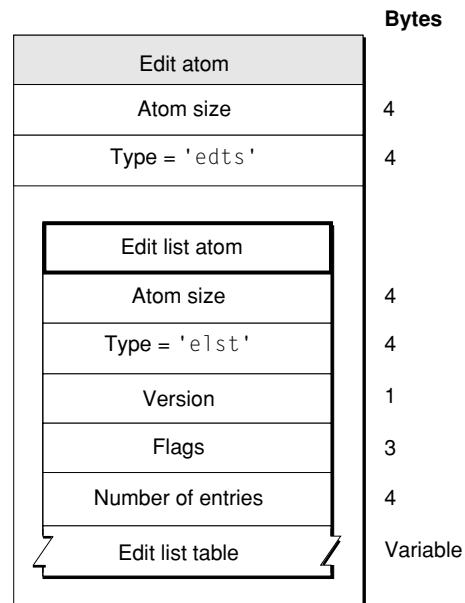 Bytes
Edit atom
Atom size 4
Type = 'edts' 4
Edit list atom
Atom size 4
Type = 'elst' 4
Version 1
Flags 3
Number of entries 4
Edit list table Variable